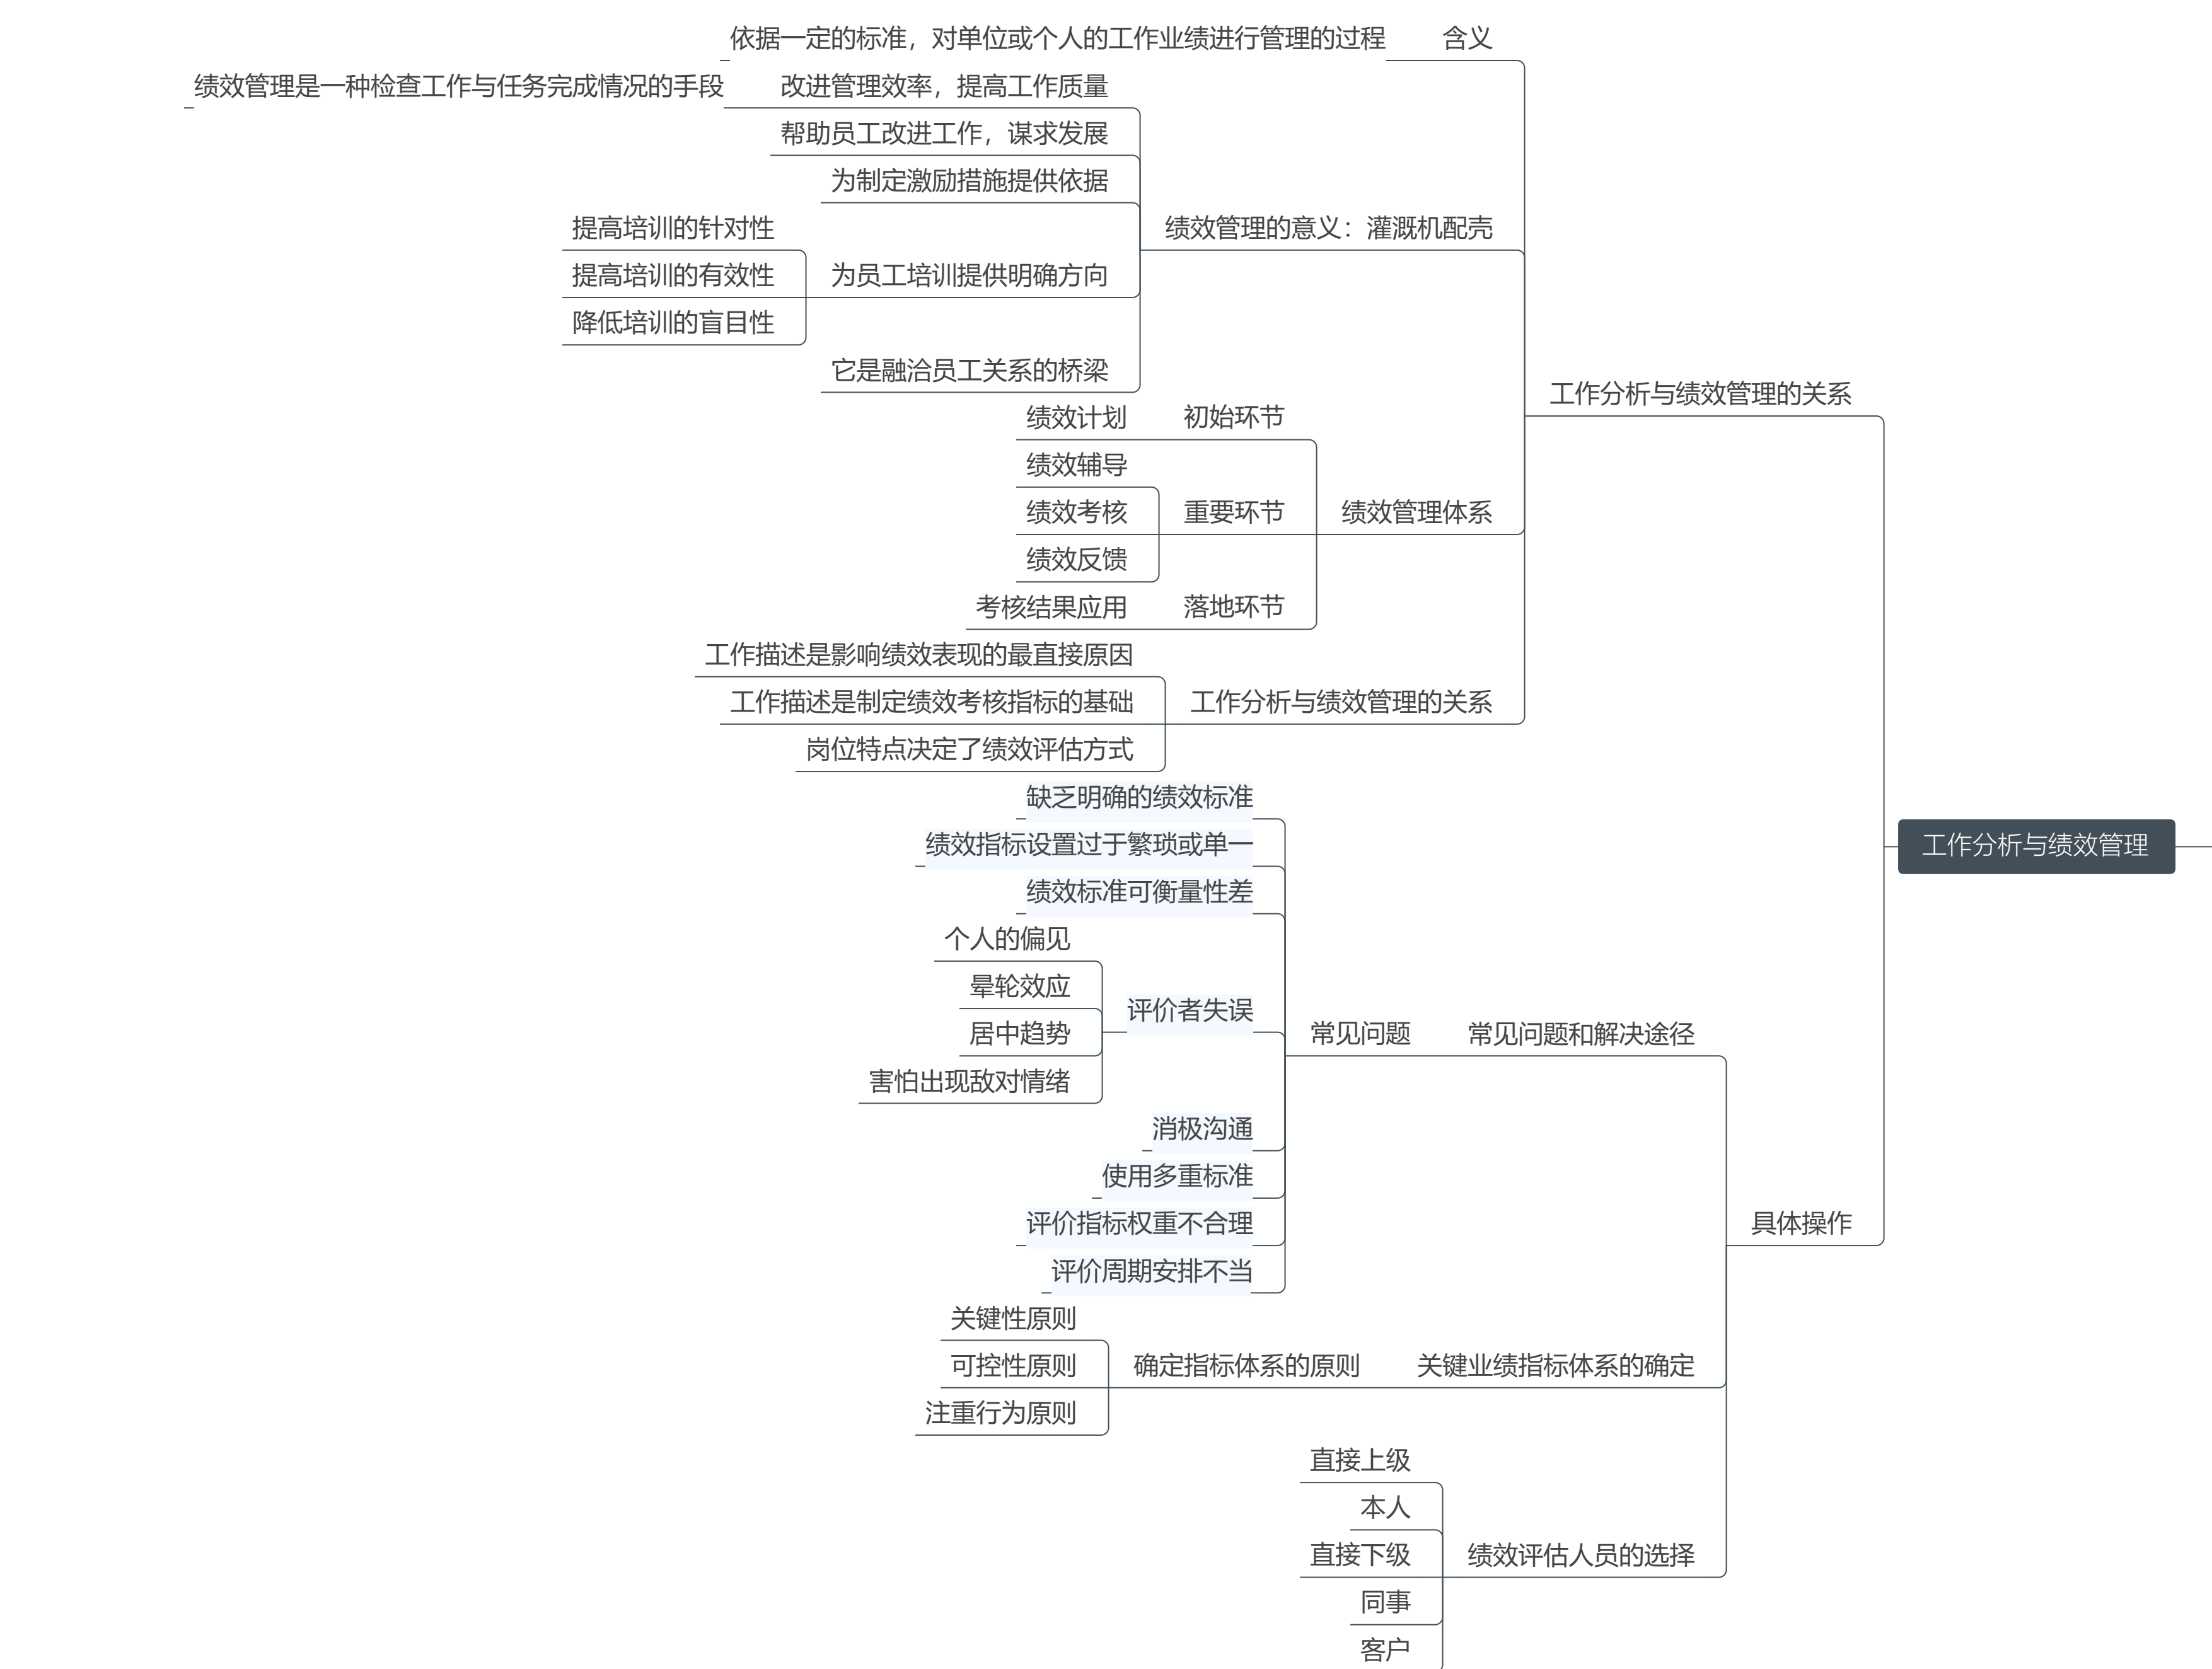 工作分析与绩效管理
工作分析与绩效管理的关系
含义
依据一定的标准，对单位或个人的工作业绩进行管理的过程
绩效管理的意义：灌溉机配壳
改进管理效率，提高工作质量
绩效管理是一种检查工作与任务完成情况的手段
帮助员工改进工作，谋求发展
为制定激励措施提供依据
为员工培训提供明确方向
提高培训的针对性
提高培训的有效性
降低培训的盲目性
它是融洽员工关系的桥梁
绩效管理体系
初始环节
绩效计划
重要环节
绩效辅导
绩效考核
绩效反馈
落地环节
考核结果应用
工作分析与绩效管理的关系
工作描述是影响绩效表现的最直接原因
工作描述是制定绩效考核指标的基础
岗位特点决定了绩效评估方式
具体操作
常见问题和解决途径
常见问题
缺乏明确的绩效标准
绩效指标设置过于繁琐或单一
绩效标准可衡量性差
评价者失误
个人的偏见
晕轮效应
居中趋势
害怕出现敌对情绪
消极沟通
使用多重标准
评价指标权重不合理
评价周期安排不当
关键业绩指标体系的确定
确定指标体系的原则
关键性原则
可控性原则
注重行为原则
绩效评估人员的选择
直接上级
本人
直接下级
同事
客户